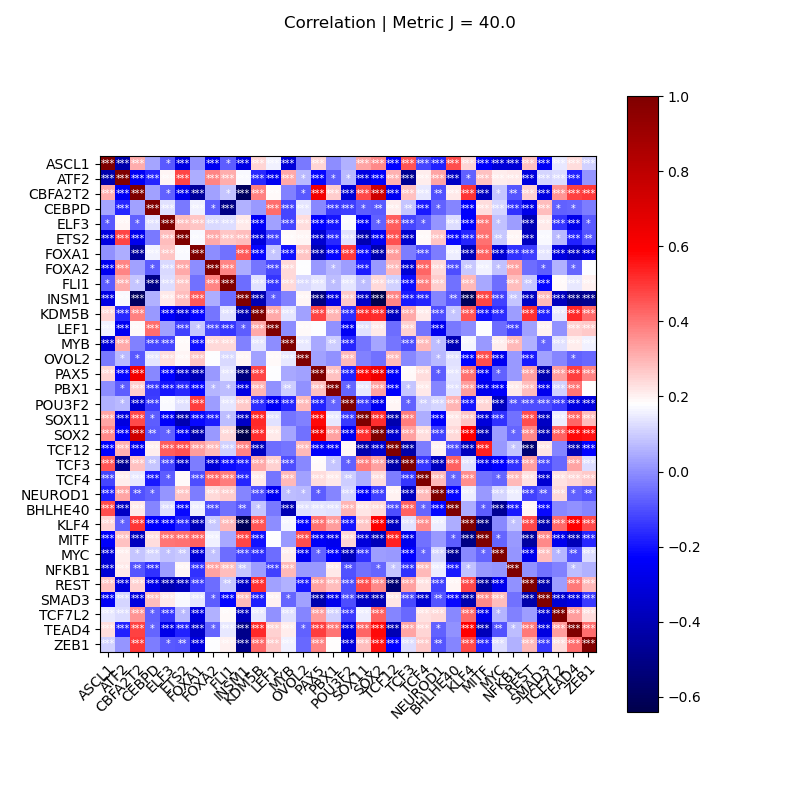 Correlation | Metric J = 40.0
ASCL1
ATF2
CBFA2T2
CEBPD
ELF3
ETS2
FOXA1
FOXA2
FLI1
INSM1
KDM5B
LEF1
MYB
OVOL2
PAX5
PBX1
POU3F2
SOX11
SOX2
TCF12
TCF3
TCF4
NEUROD1
BHLHE40
KLF4
MITF
MYC
NFKB1
REST
SMAD3
TCF7L2
TEAD4
ZEB1
ASCL1
ATF2
CBFA2T2
CEBPD
ELF3
ETS2
FOXA1
FOXA2
FLI1
INSM1
KDM5B
LEF1
MYB
OVOL2
PAX5
PBX1
POU3F2
SOX11
SOX2
TCF12
TCF3
TCF4
NEUROD1
BHLHE40
KLF4
MITF
MYC
NFKB1
REST
SMAD3
TCF7L2
TEAD4
ZEB1
1.0
0.8
0.6
0.4
0.2
0.0
−0.2
−0.4
−0.6